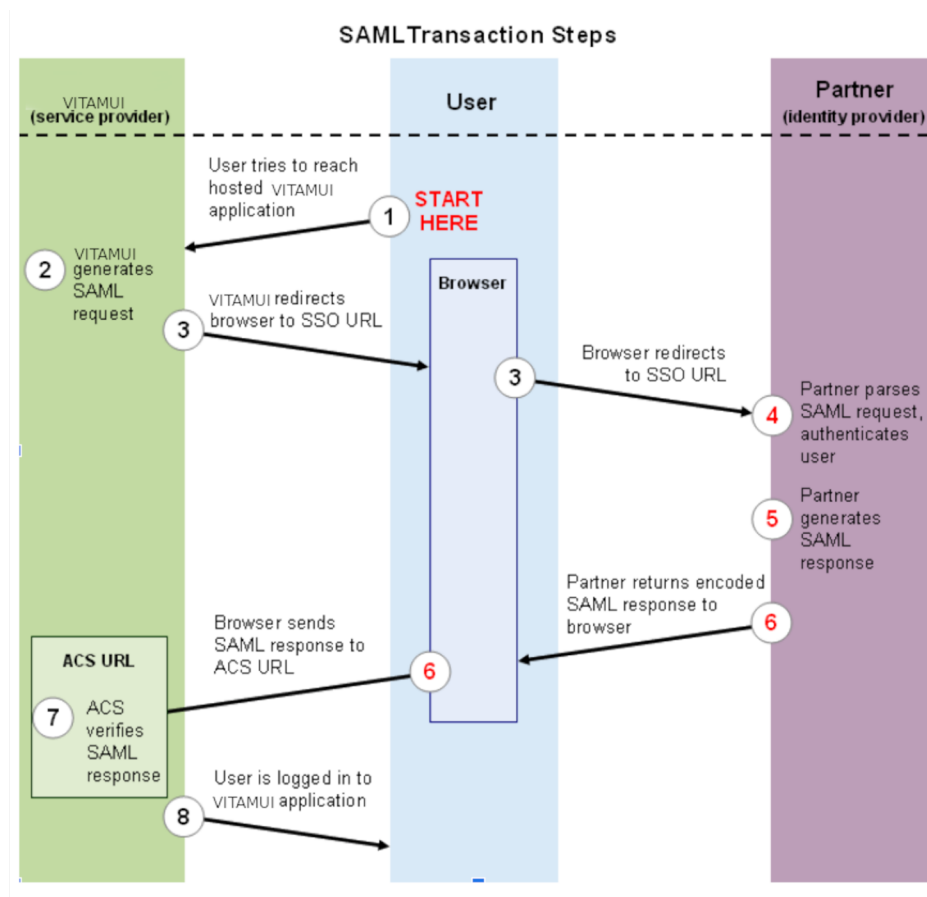 SAML Transaction Steps
VITAMUI
(service provider)
User
Partner
(identity provider)
User tries to reach
hosted VITAMUI
application
1
START
HERE
2
VITAMUI
generates
SAML
request
Browser
3
VITAMUI redirects
browser to SSO URL
3
Browser redirects
to SSO URL
4
Partner parses
SAML request,
authenticates
user
5
Partner
generates
SAML
response
Partner returns encoded
SAML response to
browser
6
Browser sends
SAML response to
ACS URL
6
ACS URL
7
ACS
verifies
SAML
response
User is logged in to
VITAMUI application
8